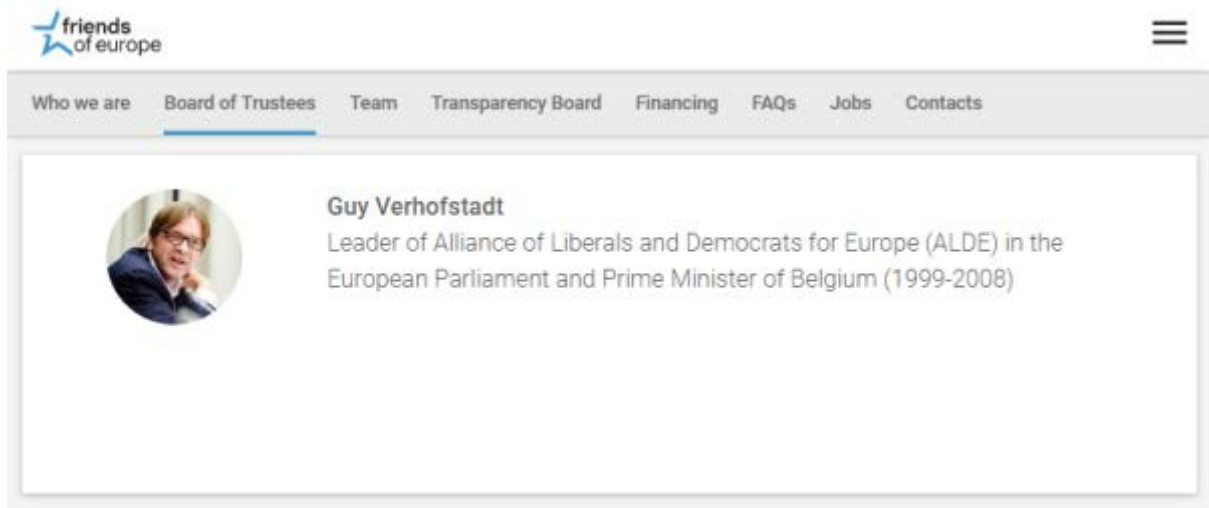 friends
of europe
Who we are Board of Trustees Team Transparency Board Financing FAQs Jobs Contacts
Guy Verhofstadt
Leader of Alliance of Liberals and Democrats for Europe (ALDE) in the
European Parliament and Prime Minister of Belgium (1999-2008)